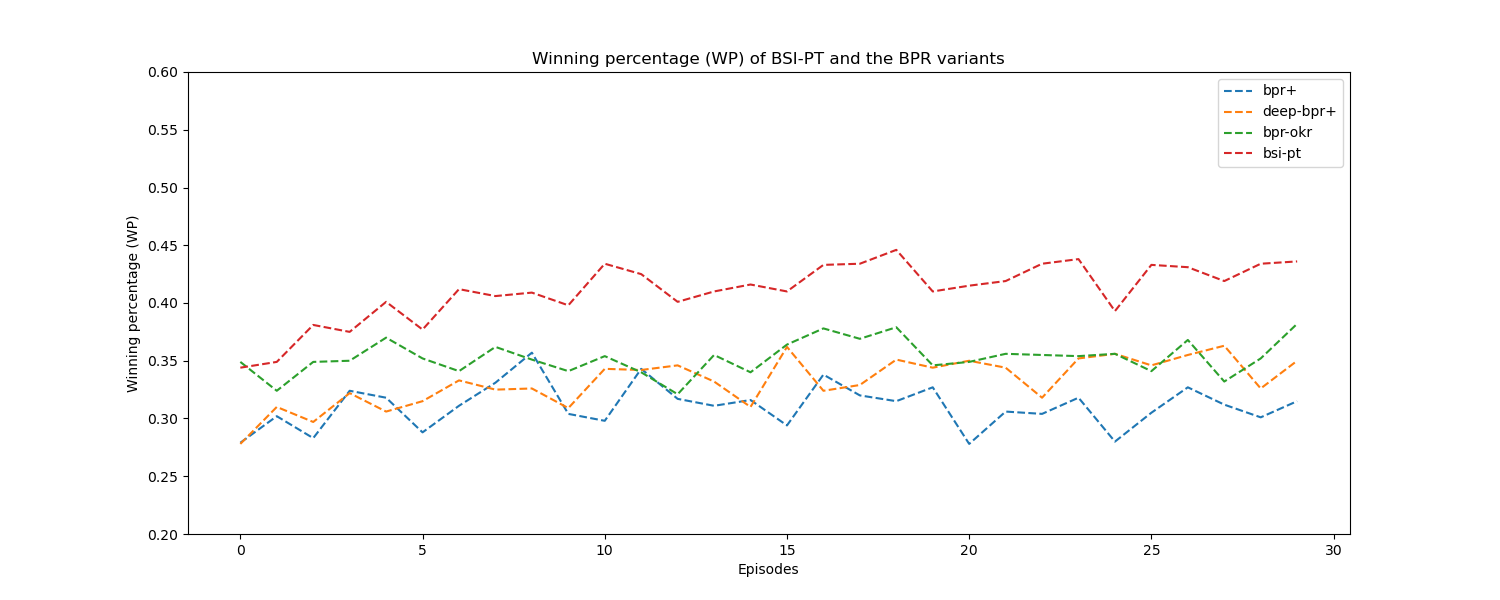 Winning percentage (WP) of BSI-PT and the BPR variants
Winning percentage (WP)
0.60
0.55
0.50
0.45
0.40
0.35
0.30
0.25
0.20
bpr+
deep-bpr+
bpr-okr
bsi-pt
0 5 10 15 20 25 30
Episodes